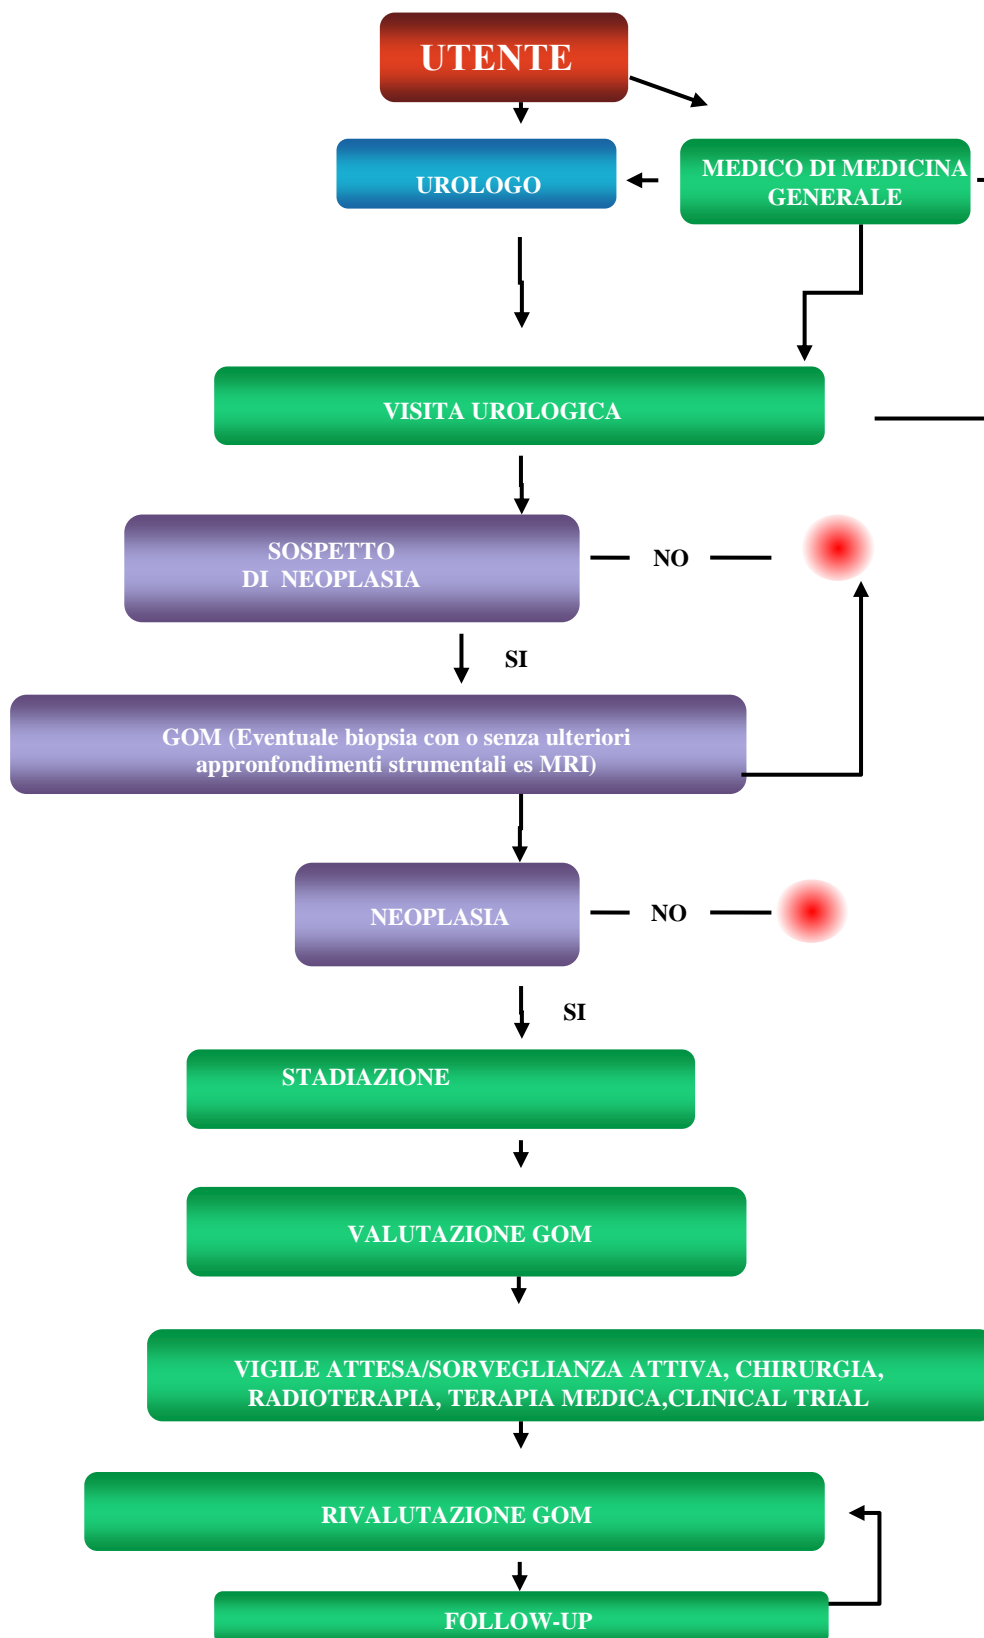 UTENTE
UROLOGO
MEDICO DI MEDICINA
GENERALE
VISITA UROLOGICA
SOSPETTO
DI NEOPLASIA
NO
SI
GOM (Eventuale biopsia con o senza ulteriori
appronfondimenti strumentali es MRI)
NEOPLASIA
NO
SI
STADIAZIONE
VALUTAZIONE GOM
VIGILE ATTESA/SORVEGLIANZA ATTIVA, CHIRURGIA,
RADIOTERAPIA, TERAPIA MEDICA,CLINICAL TRIAL
RIVALUTAZIONE GOM
FOLLOW-UP